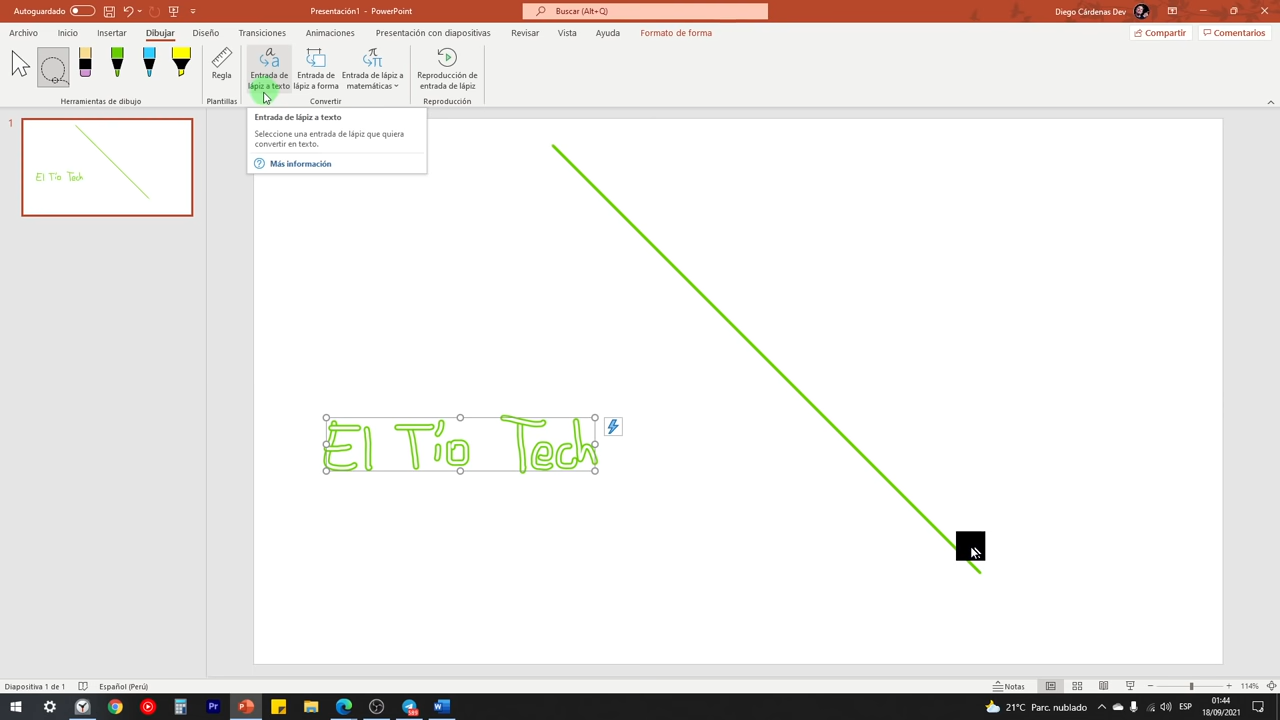 Autoguardado
Presentación1 - PowerPoint
Buscar (Alt+Q)
Diego Cárdenas Dev
Archivo Inicio Insertar Dibujar Diseño Transiciones Animaciones Presentación con diapositivas Revisar Vista Ayuda Formato de forma
Compartir
Comentarios
Regla
Entrada de lápiz a texto
Entrada de lápiz a forma
Entrada de lápiz a matemáticas
Reproducción de entrada de lápiz
Herramientas de dibujo
Plantillas
Convertir
Reproducción
Entrada de lápiz a texto
Seleccione una entrada de lápiz que quiera
convertir en texto.
Más información
1
El Tío Tech
El Tío Tech
Diapositiva 1 de 1
Español (Perú)
Notas
114%
21°C Parc. nublado
ESP
01:44
18/09/2021